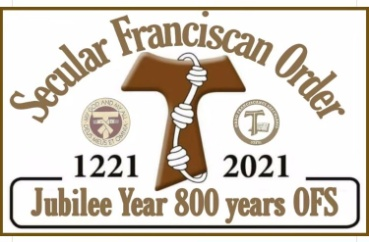 Secular Franciscan Order
1221 2021
Jubilee Year 800 years OFS